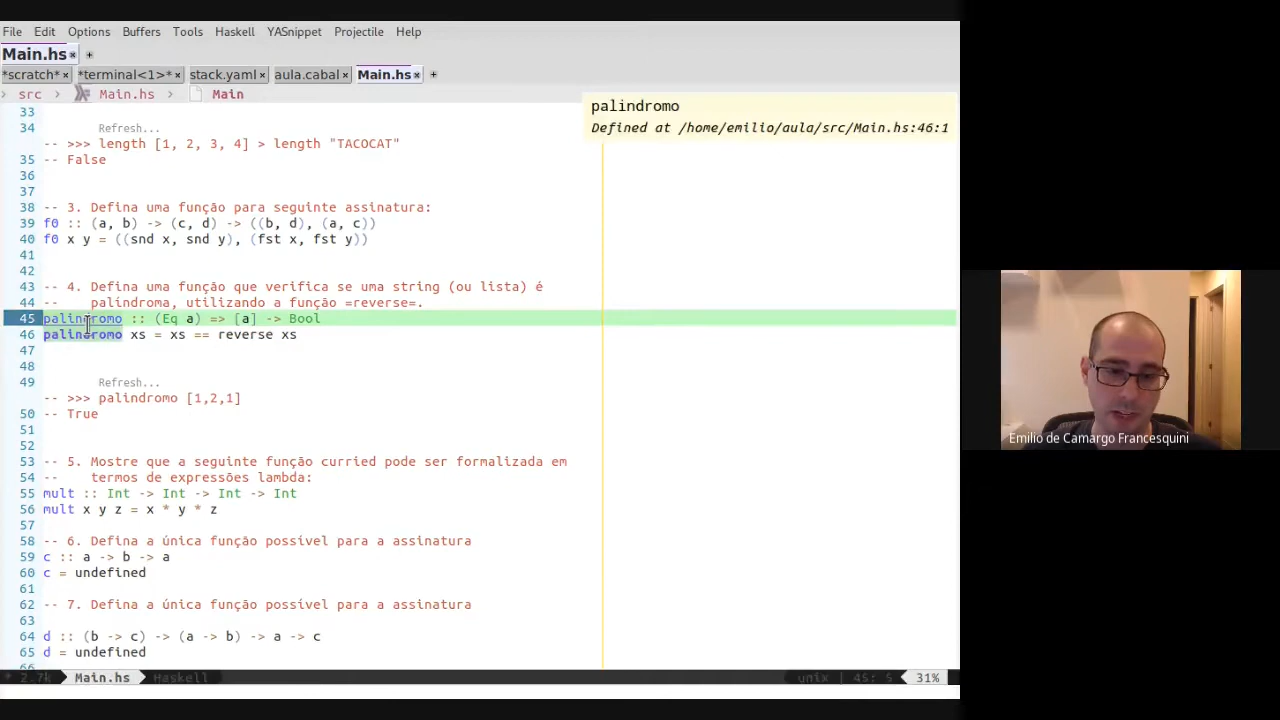 File Edit Options Buffers Tools Haskell YASnippet Projectile Help
Main.hs
*scratch* *terminal<1>* stack.yaml aula.cabal Main.hs
src > Main.hs > Main
palindromo
Defined at /home/emilio/aula/src/Main.hs:46:1
33
34
Refresh...
-- >>> length [1, 2, 3, 4] > length "TACOCAT"
35 -- False
36
37
38 -- 3. Defina uma função para seguinte assinatura:
39 f0 :: (a, b) -> (c, d) -> ((b, d), (a, c))
40 f0 x y = ((snd x, snd y), (fst x, fst y))
41
42
43 -- 4. Defina uma função que verifica se uma string (ou lista) é
44 -- palindroma, utilizando a função =reverse=.
45 palindromo :: (Eq a) => [a] -> Bool
46 palindromo xs = xs == reverse xs
47
48
49
Refresh...
-- >>> palindromo [1,2,1]
50 -- True
51
52
53 -- 5. Mostre que a seguinte função curried pode ser formalizada em
54 -- termos de expressões lambda:
55 mult :: Int -> Int -> Int -> Int
56 mult x y z = x * y * z
57
58 -- 6. Defina a única função possível para a assinatura
59 c :: a -> b -> a
60 c = undefined
61
62 -- 7. Defina a única função possível para a assinatura
63
64 d :: (b -> c) -> (a -> b) -> a -> c
65 d = undefined
66
* 2.7k Main.hs Haskell unix | 45: 5 31%
Emilio de Camargo Francesquini